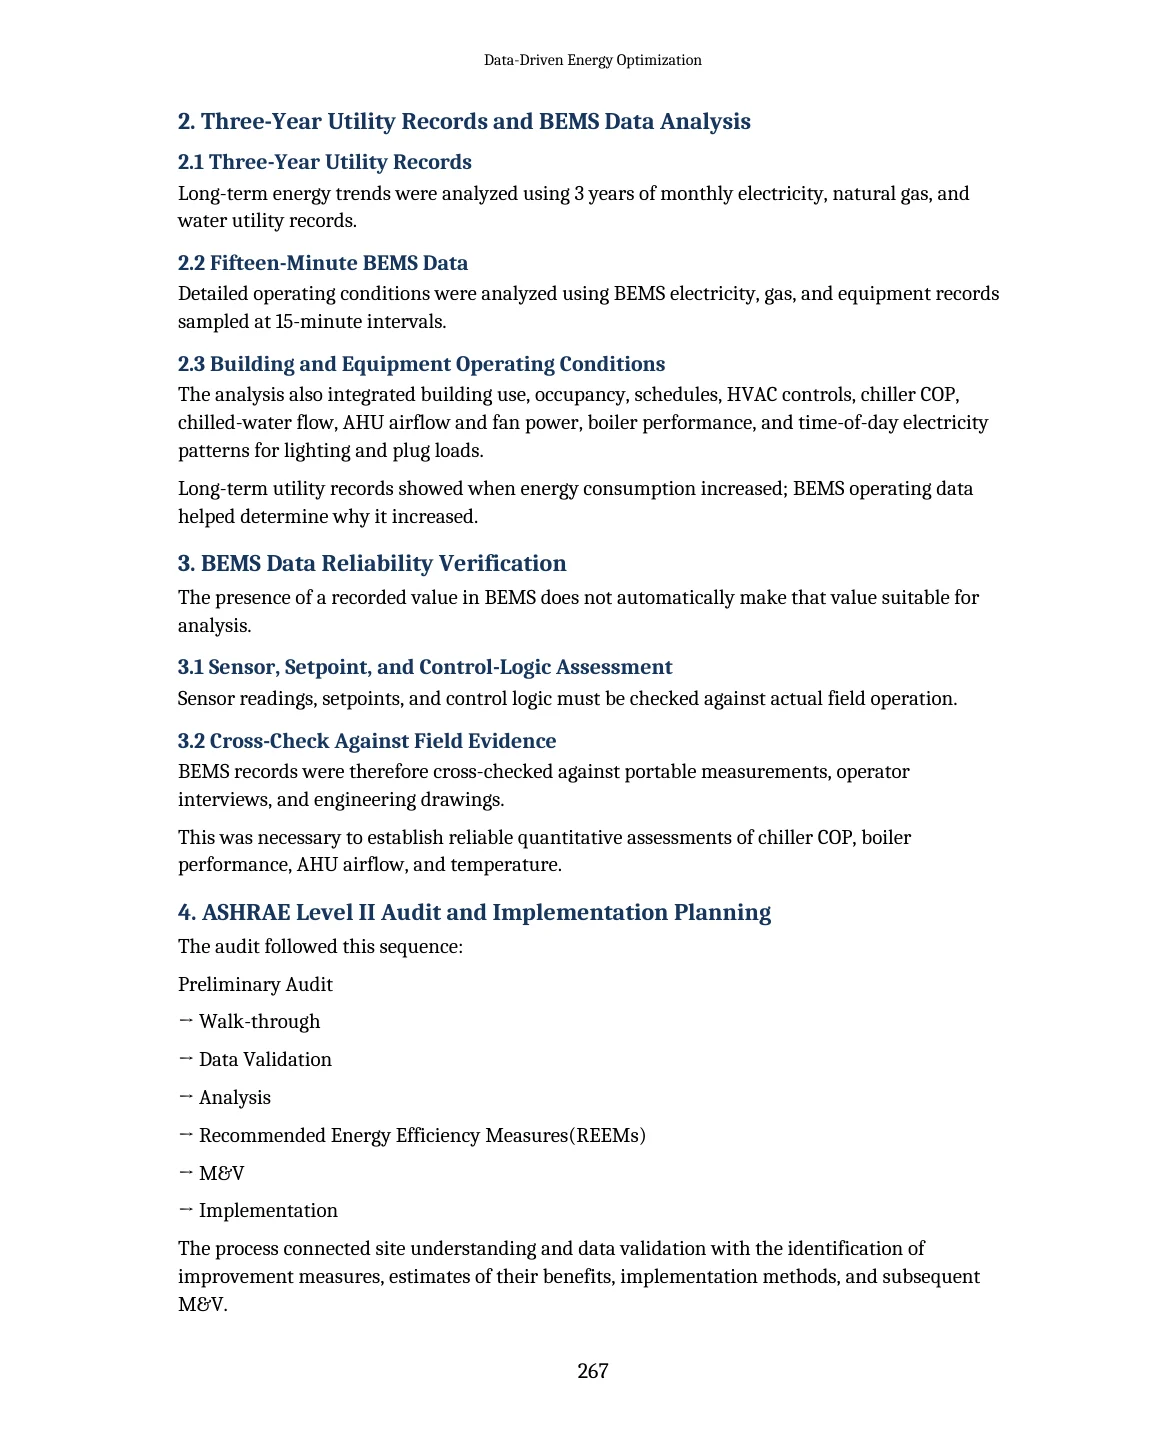 Data-Driven Energy Optimization
2. Three-Year Utility Records and BEMS Data Analysis
2.1 Three-Year Utility Records
Long-term energy trends were analyzed using 3 years of monthly electricity, natural gas, and
water utility records.
2.2 Fifteen-Minute BEMS Data
Detailed operating conditions were analyzed using BEMS electricity, gas, and equipment records
sampled at 15-minute intervals.
2.3 Building and Equipment Operating Conditions
The analysis also integrated building use, occupancy, schedules, HVAC controls, chiller COP,
chilled-water flow, AHU airflow and fan power, boiler performance, and time-of-day electricity
patterns for lighting and plug loads.
Long-term utility records showed when energy consumption increased; BEMS operating data
helped determine why it increased.
3. BEMS Data Reliability Verification
The presence of a recorded value in BEMS does not automatically make that value suitable for
analysis.
3.1 Sensor, Setpoint, and Control-Logic Assessment
Sensor readings, setpoints, and control logic must be checked against actual field operation.
3.2 Cross-Check Against Field Evidence
BEMS records were therefore cross-checked against portable measurements, operator
interviews, and engineering drawings.
This was necessary to establish reliable quantitative assessments of chiller COP, boiler
performance, AHU airflow, and temperature.
4. ASHRAE Level II Audit and Implementation Planning
The audit followed this sequence:
Preliminary Audit
→ Walk-through
→ Data Validation
→ Analysis
→ Recommended Energy Efficiency Measures(REEMs)
→ M&V
→ Implementation
The process connected site understanding and data validation with the identification of
improvement measures, estimates of their benefits, implementation methods, and subsequent
M&V.
267